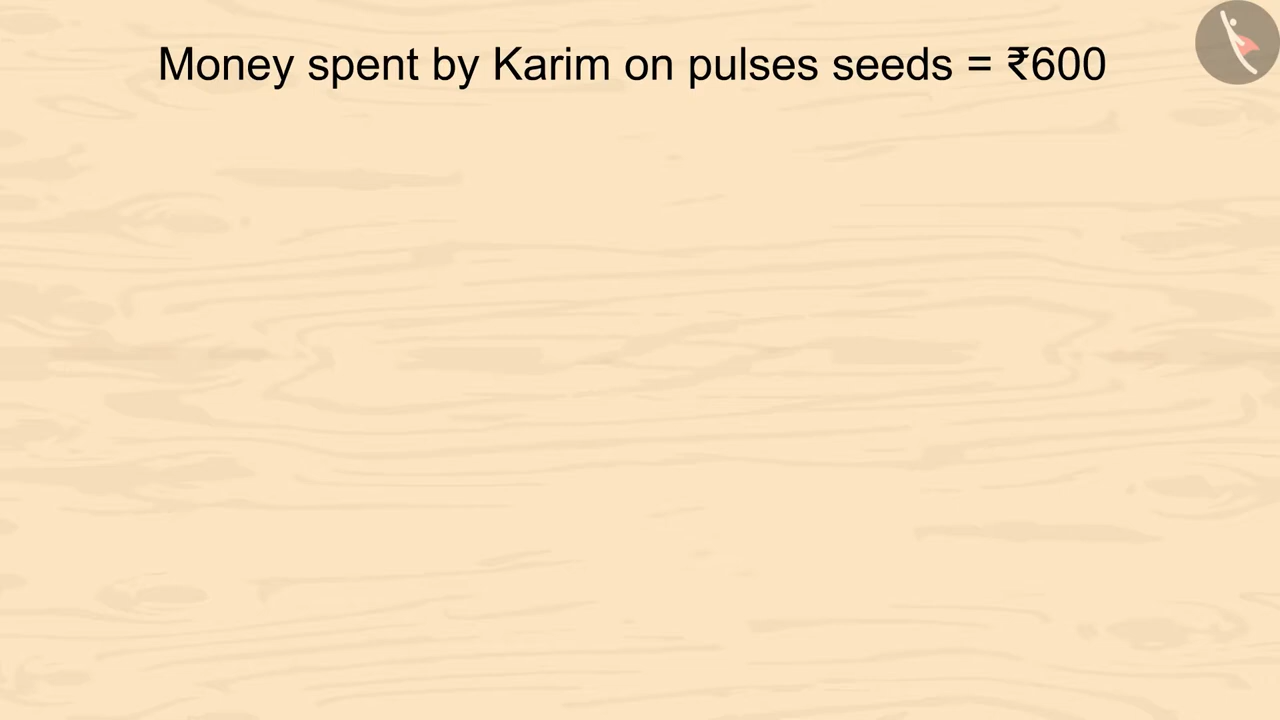 Money spent by Karim on pulses seeds = ₹600